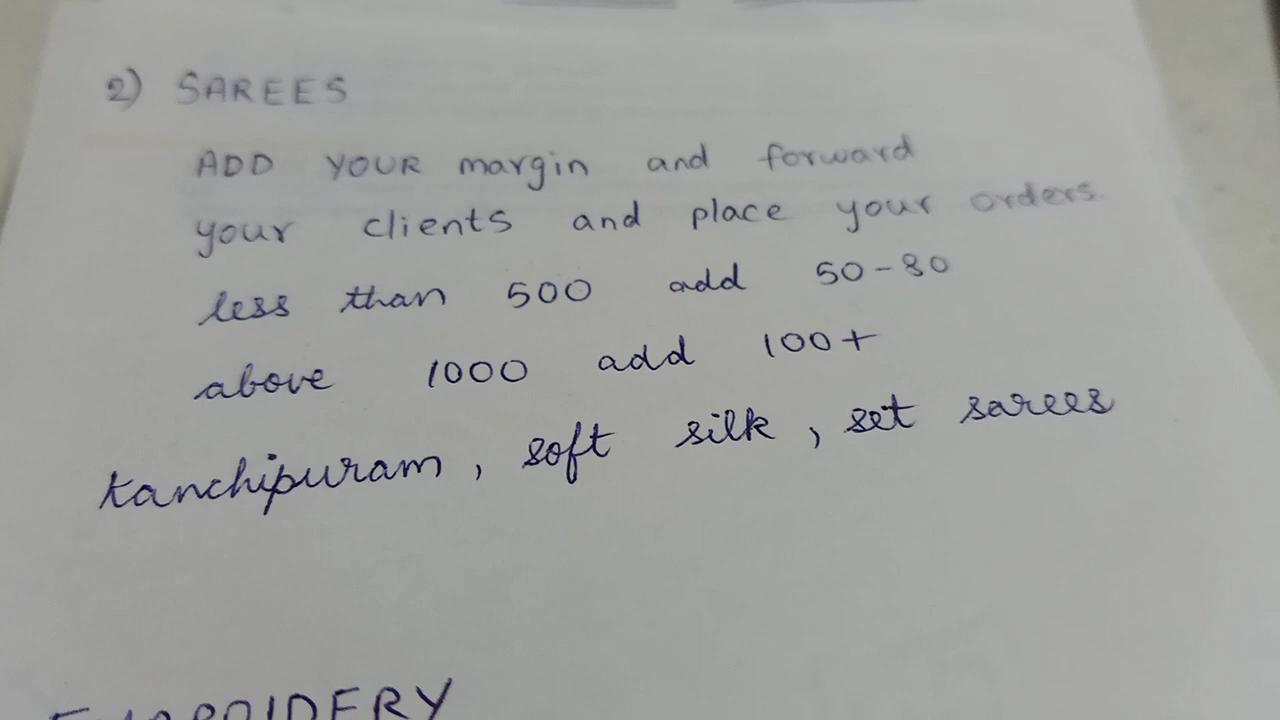 2) SAREES
ADD YOUR margin and forward
your clients and place your orders.
less than 500 add 50-80
above 1000 add 100+
kanchipuram, soft silk, set sarees
EMBROIDERY